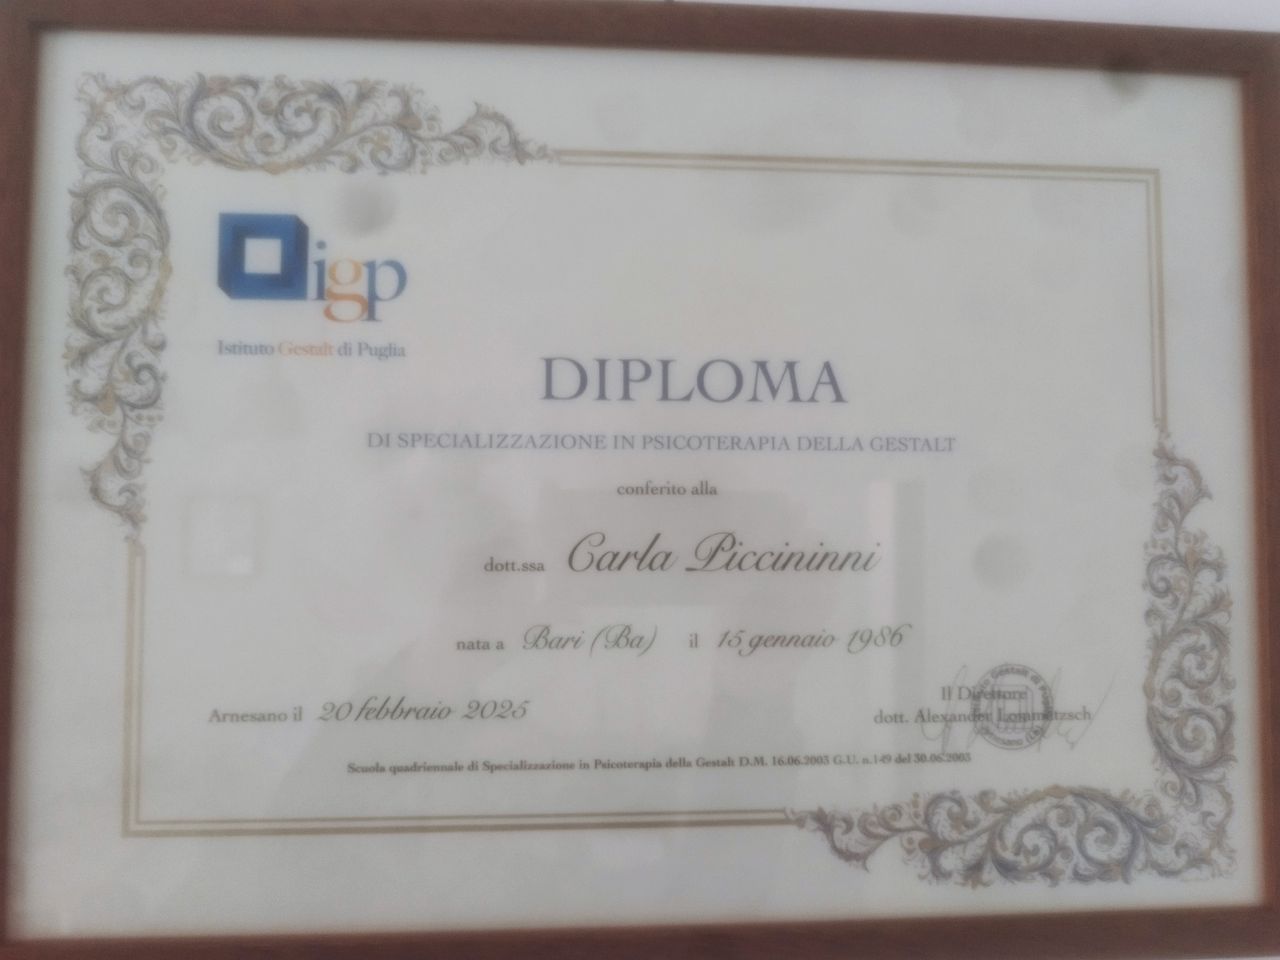 igp
Istituto Gestalt di Puglia
DIPLOMA
DI SPECIALIZZAZIONE IN PSICOTERAPIA DELLA GESTALT
conferito alla
dott.ssa Carla Piccininni
nata a Bari (Ba) il 15 gennaio 1986
Arnesano il 20 febbraio 2025
Il Direttore
dott. Alexander Lommatzsch
Scuola quadriennale di Specializzazione in Psicoterapia della Gestalt D.M. 16.06.2003 G.U. n.149 del 30.06.2003